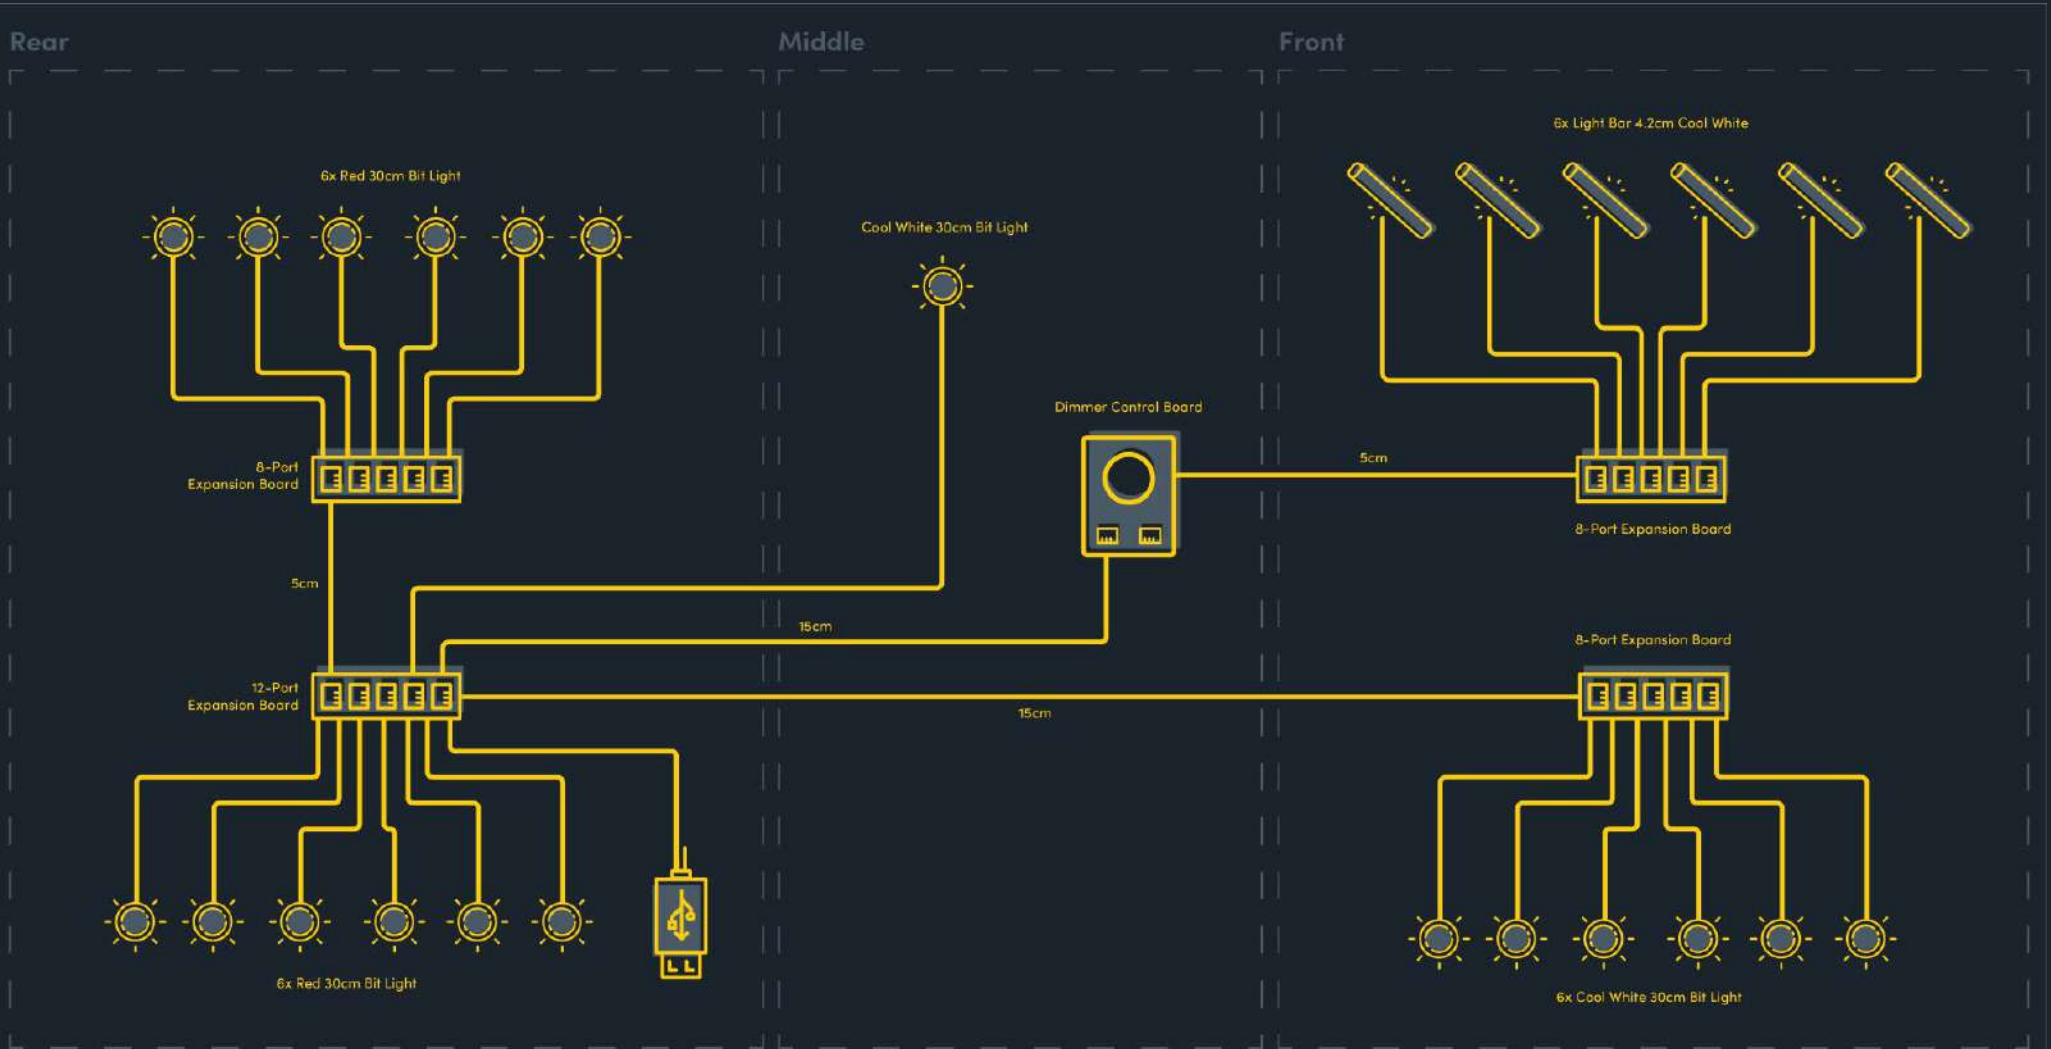 Rear
Middle
Front
6x Light Bar 4.2cm Cool White
6x Red 30cm Bit Light
Cool White 30cm Bit Light
Dimmer Control Board
5cm
8-Port
Expansion Board
8-Port Expansion Board
5cm
15cm
8-Port Expansion Board
12-Port
Expansion Board
15cm
6x Red 30cm Bit Light
6x Cool White 30cm Bit Light